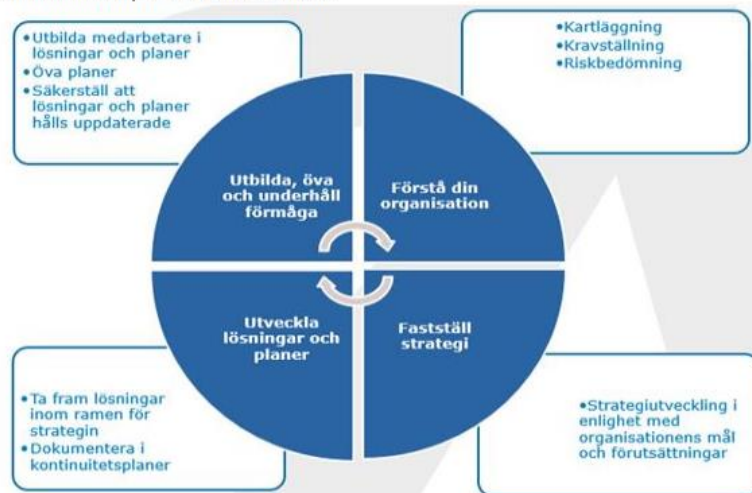 •Utbilda medarbetare i
lösningar och planer
•Öva planer
•Säkerställ att
lösningar och planer
hålls uppdaterade
•Kartläggning
•Kravställning
•Riskbedömning
Utbilda, öva
och underhåll
förmåga
Förstå din
organisation
Utveckla
lösningar och
planer
Fastställ
strategi
•Ta fram lösningar
inom ramen för
strategin
•Dokumentera i
kontinuitetsplaner
•Strategiutveckling i
enlighet med
organisationens mål
och förutsättningar